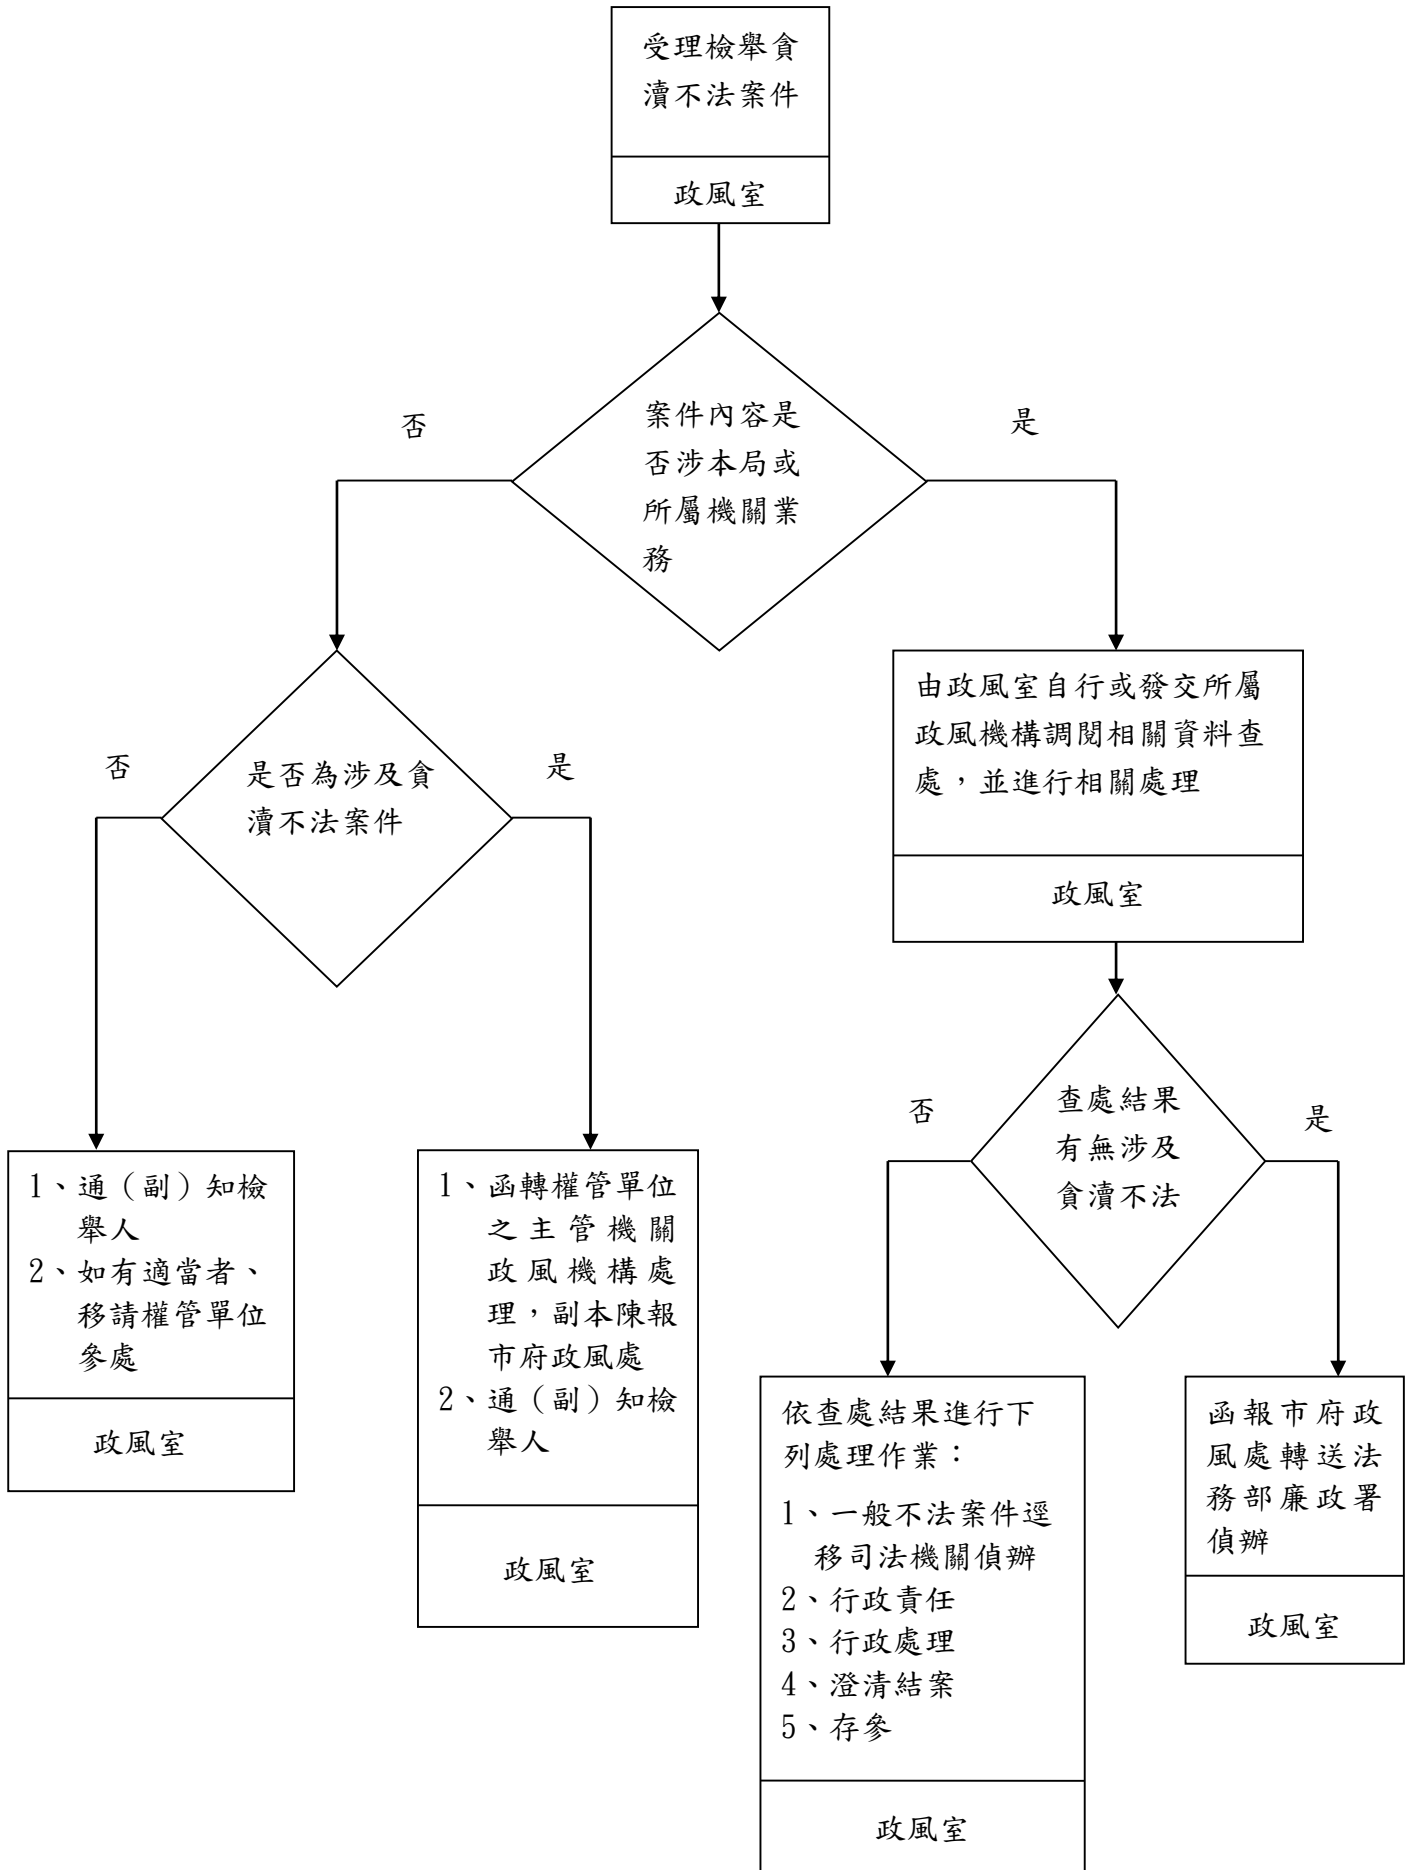 受理檢舉貪
瀆不法案件
政風室
案件內容是
否涉本局或
所屬機關業
務
否
是
由政風室自行或發交所屬
政風機構調閱相關資料查
處，並進行相關處理
政風室
是否為涉及貪
瀆不法案件
否
是
查處結果
有無涉及
貪瀆不法
否
是
1、通（副）知檢
舉人
2、如有適當者、
移請權管單位
參處
政風室
1、函轉權管單位
之主管機關
政風機構處
理，副本陳報
市府政風處
2、通（副）知檢
舉人
政風室
依查處結果進行下
列處理作業：
1、一般不法案件逕
移司法機關偵辦
2、行政責任
3、行政處理
4、澄清結案
5、存參
政風室
函報市府政
風處轉送法
務部廉政署
偵辦
政風室